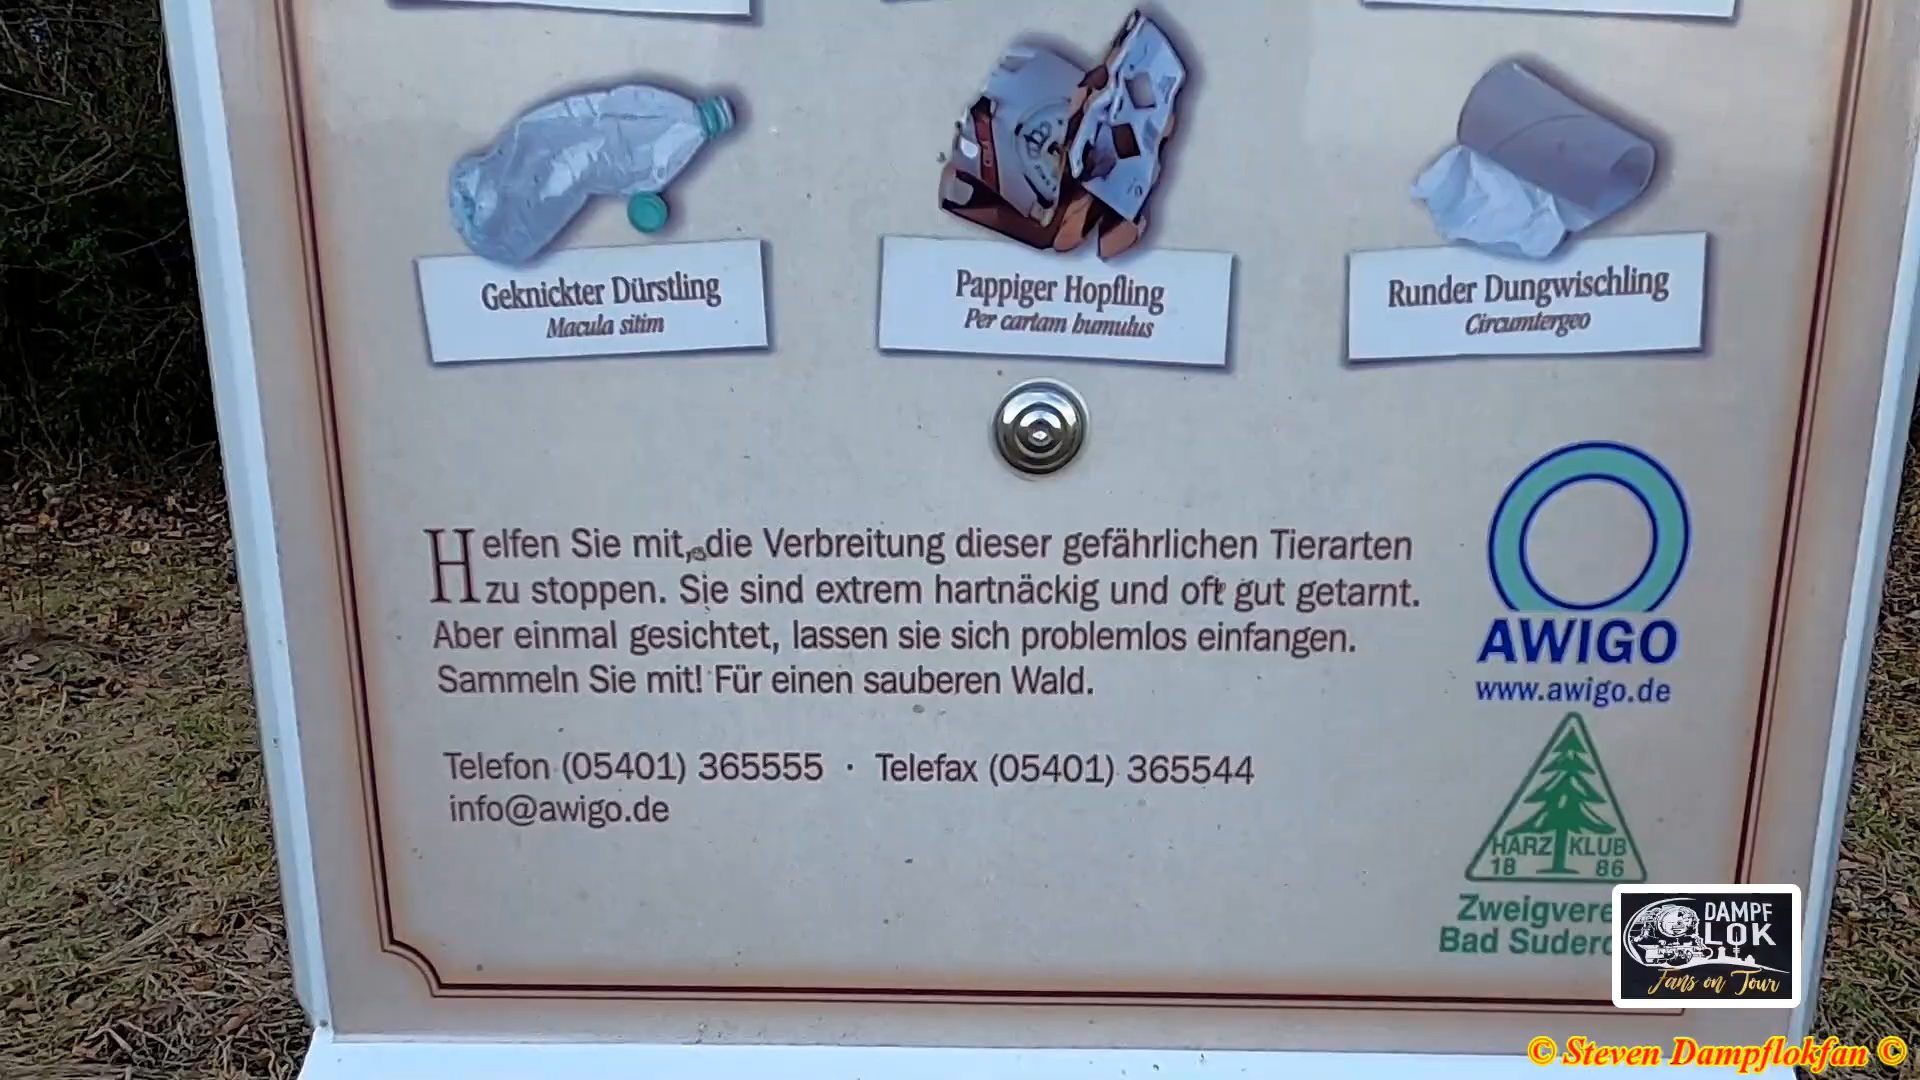 Geknickter Dürstling
Macula sitim
Pappiger Hopfling
Per cartam humulus
Runder Dungwischling
Circumtergeo
Helfen Sie mit, die Verbreitung dieser gefährlichen Tierarten
zu stoppen. Sie sind extrem hartnäckig und oft gut getarnt.
Aber einmal gesichtet, lassen sie sich problemlos einfangen.
Sammeln Sie mit! Für einen sauberen Wald.
Telefon (05401) 365555 · Telefax (05401) 365544
info@awigo.de
AWIGO
www.awigo.de
HARZ KLUB
18 86
DAMPF
LOK
Fans on Tour
© Steven Dampflokfan ©